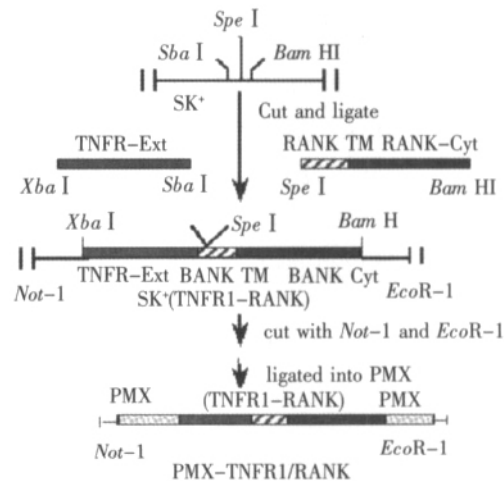 Spe I
Sba I
Bam HI
SK+
Cut and ligate
TNFR-Ext
RANK TM RANK-Cyt
Xba I
Sba I
Spe I
Bam HI
Xba I
Spe I
Bam H
TNFR-Ext BANK TM BANK Cyt
Not-1
SK+(TNFR1-RANK)
EcoR-1
cut with Not-1 and EcoR-1
ligated into PMX
PMX
(TNFR1-RANK)
PMX
Not-1
EcoR-1
PMX-TNFR1/RANK